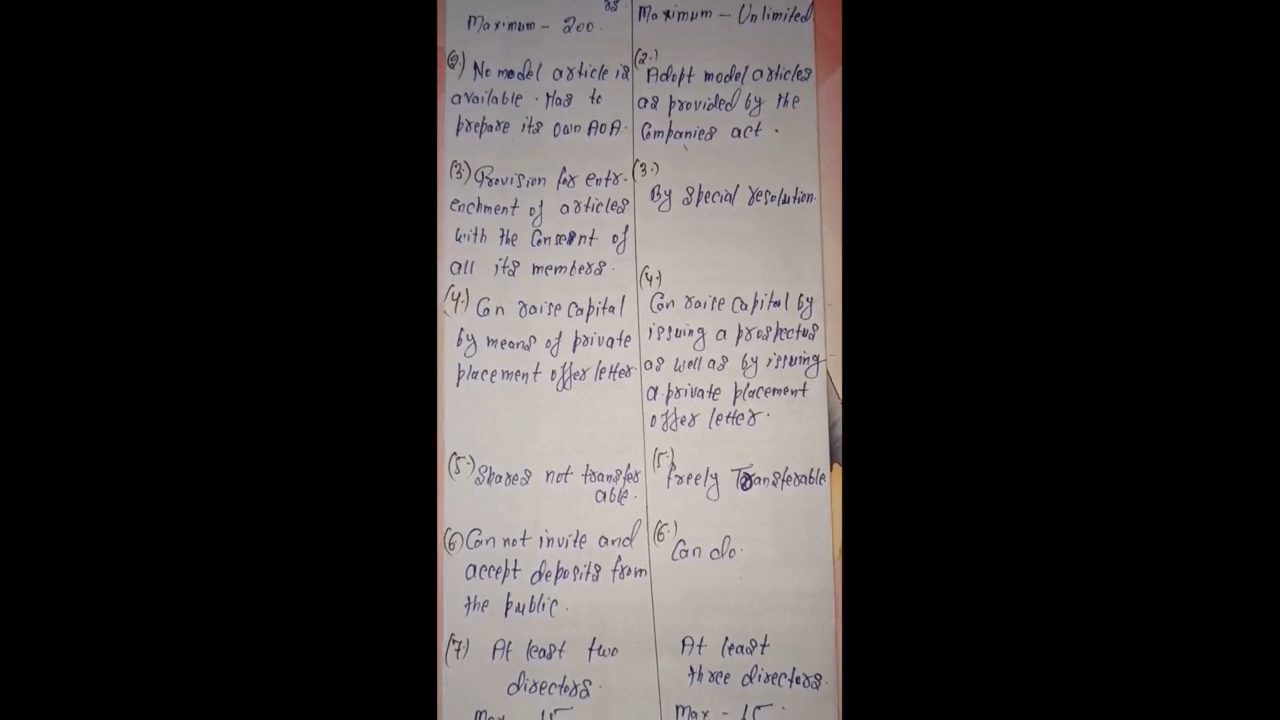 Maximum - 200.
(2.) No model article is
available. Has to
prepare its own AOA.
(3.) Provision for entr-
enchment of articles
with the Consent of
all its members.
(4.) Can raise capital
by means of private
placement offer letter.
(5.) Shares not transfer
able.
(6) Can not invite and
accept deposits from
the public.
(7) At least two
directors.
Max - 15
Maximum - Unlimited.
(2.)
Adopt model articles
as provided by the
Companies act.
(3.)
By special resolution.
(4.)
Can raise capital by
issuing a prospectus
as well as by issuing
a private placement
offer letter.
(5.)
freely Transferable
(6.)
Can do.
At least
three directors.
Max - 15.